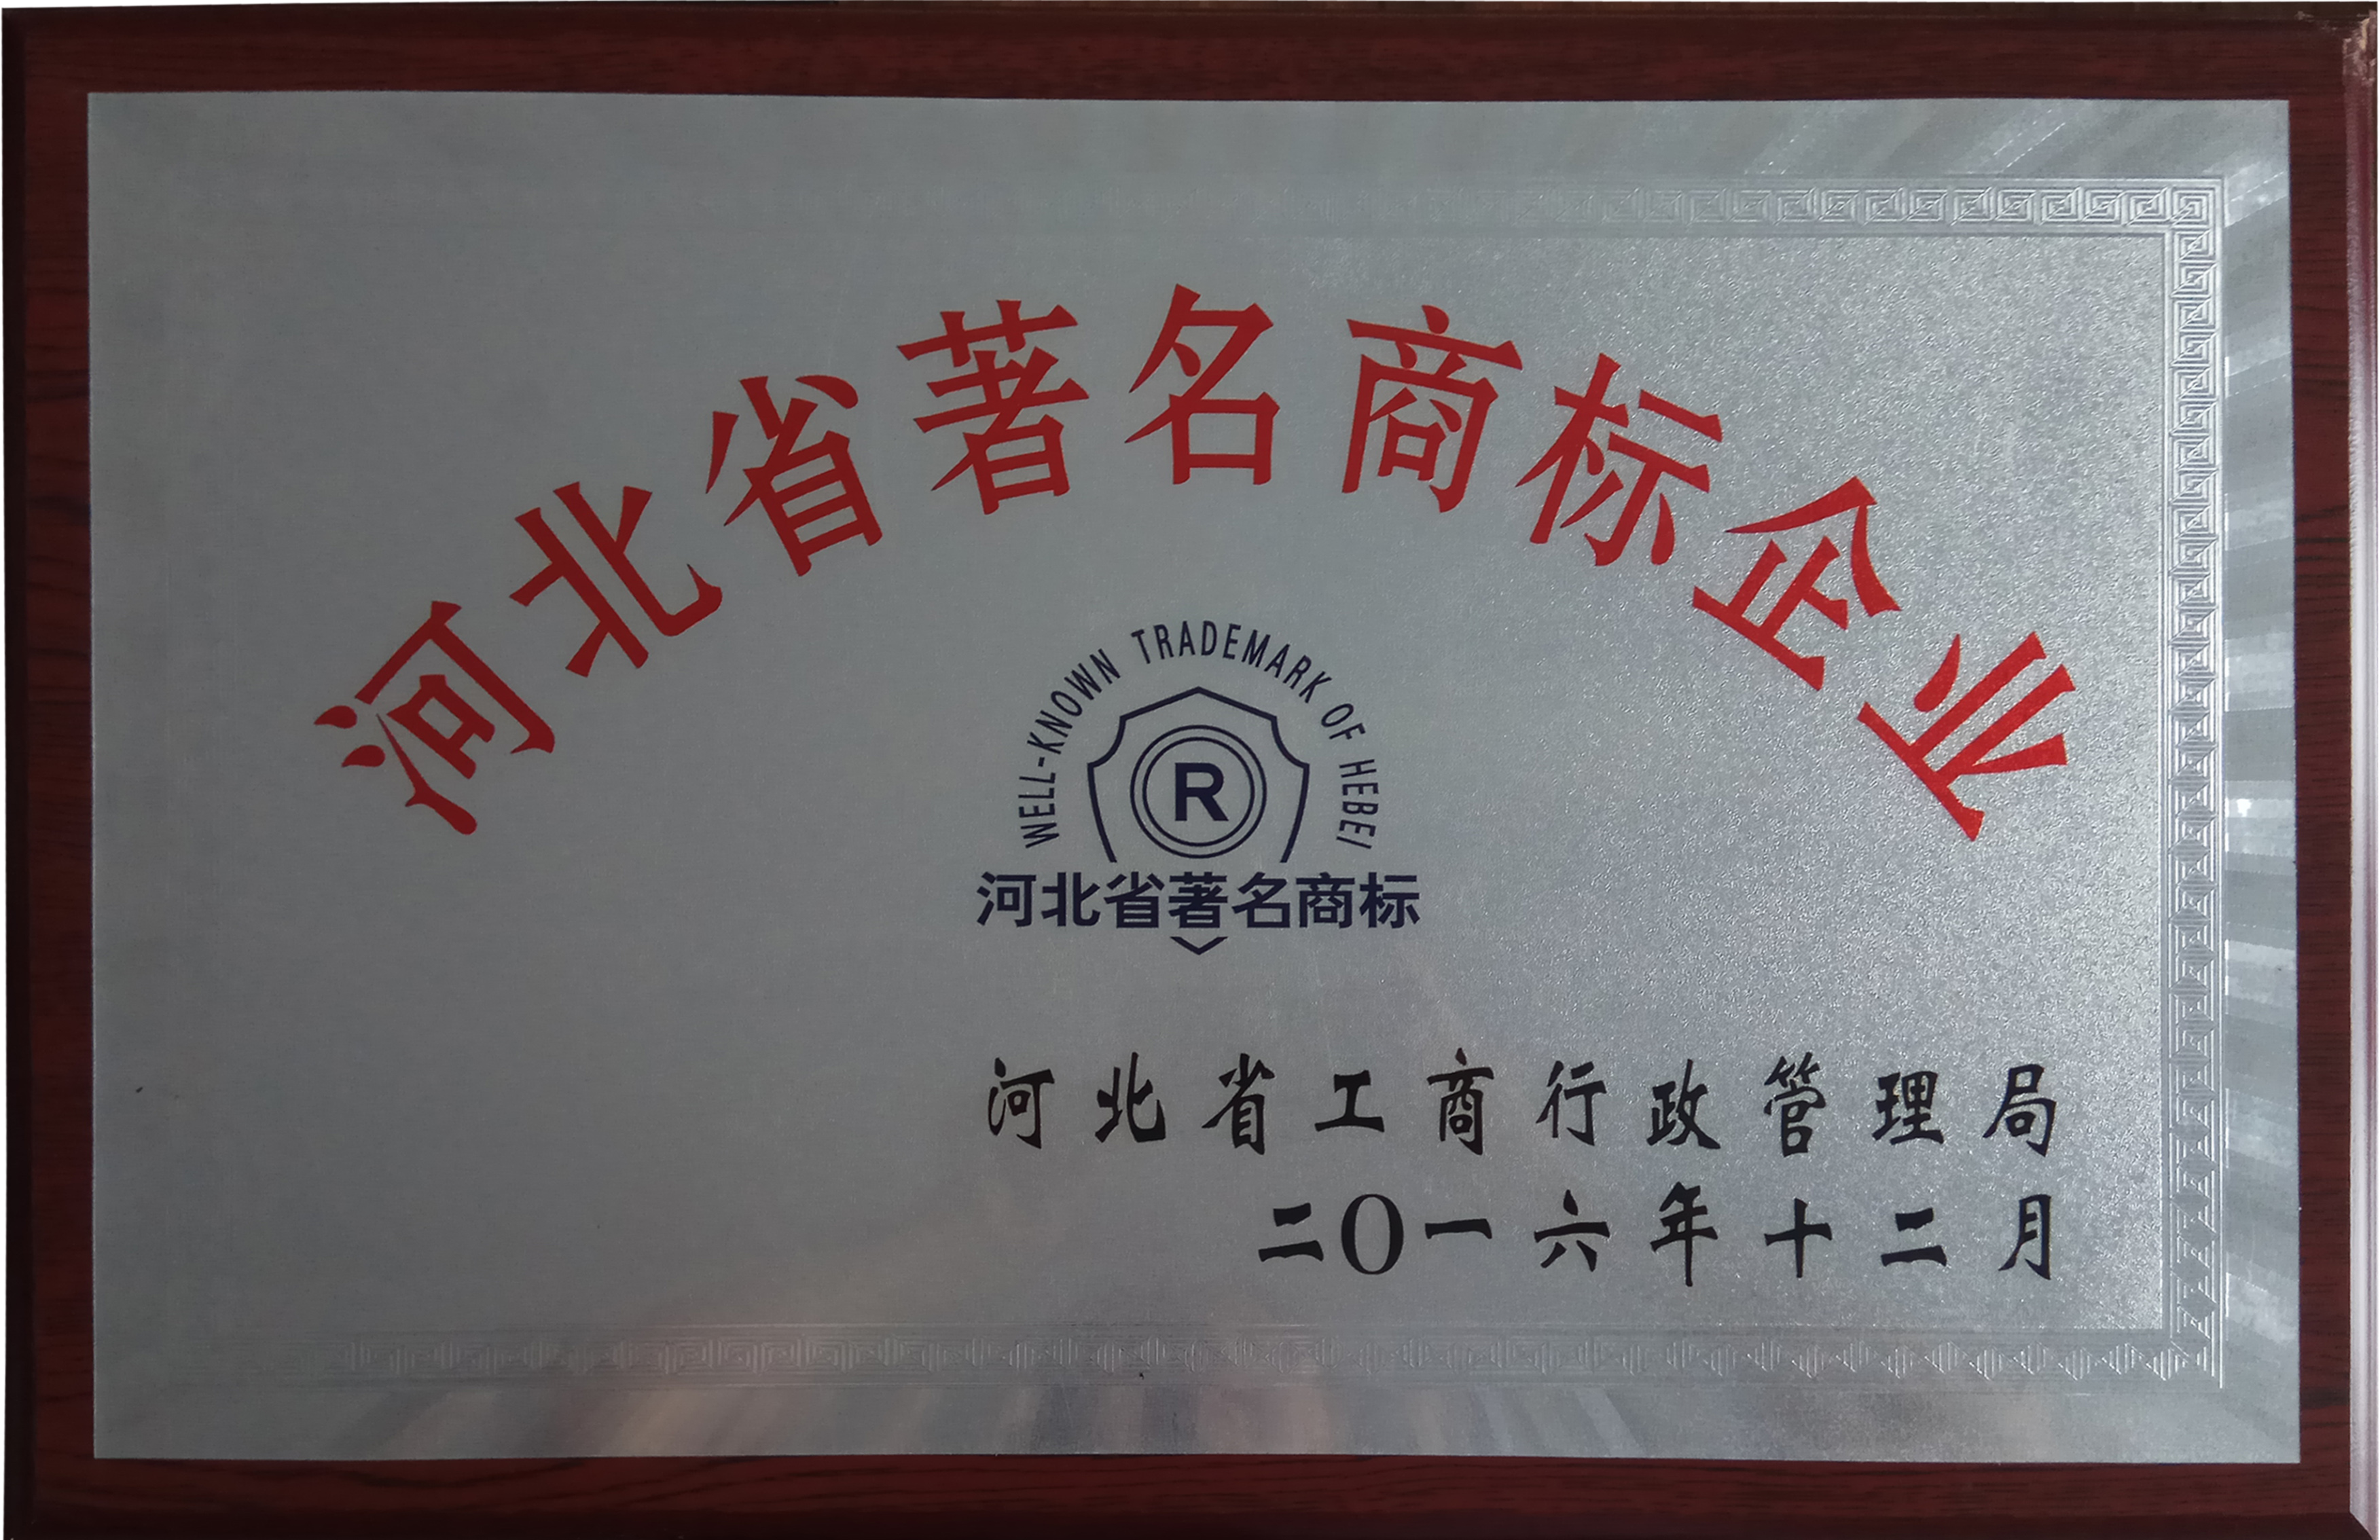 河北省著名商标企业
WELL-KNOWN TRADEMARK OF HEBEI
R
河北省著名商标
河北省工商行政管理局
二〇一六年十二月